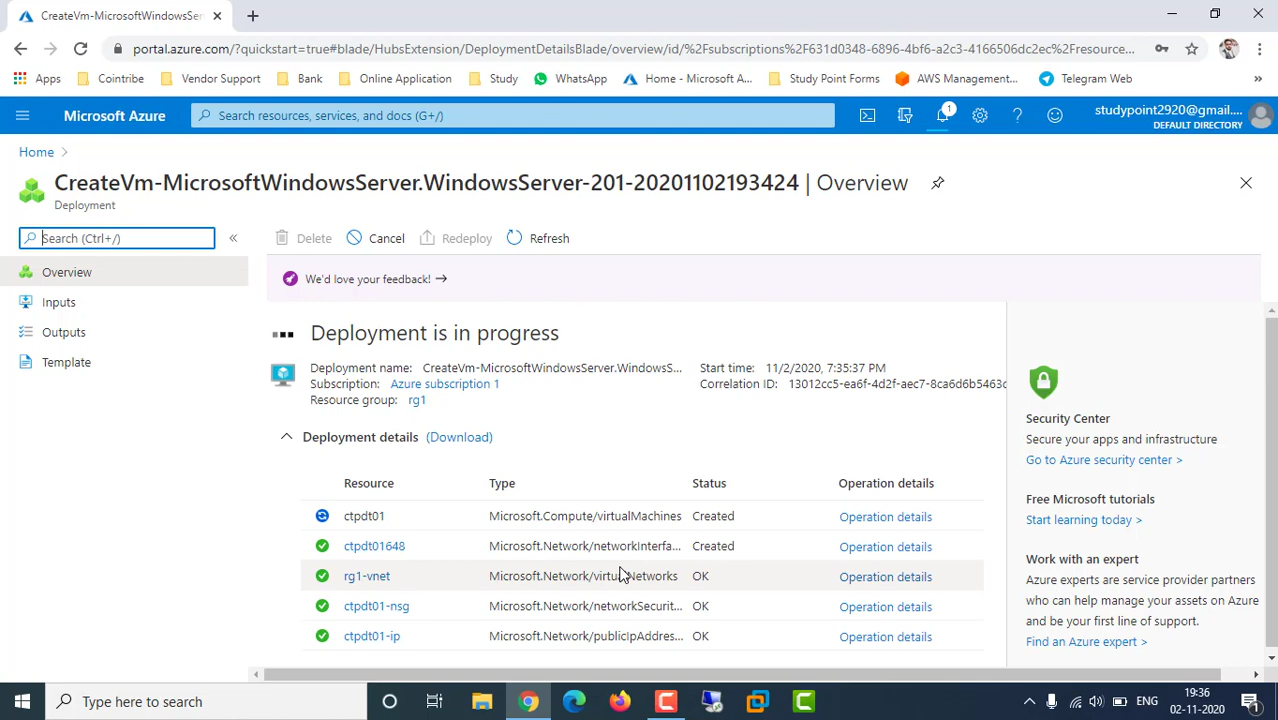 CreateVm-MicrosoftWindowsSer
portal.azure.com/?quickstart=true#blade/HubsExtension/DeploymentDetailsBlade/overview/id/%2Fsubscriptions%2F631d0348-6896-4bf6-a2c3-4166506dc2ec%2Fresource...
Apps Cointribe Vendor Support Bank Online Application Study WhatsApp Home - Microsoft A... Study Point Forms AWS Management... Telegram Web »
Microsoft Azure Search resources, services, and docs (G+/) 1 studypoint2920@gmail....
DEFAULT DIRECTORY
Home >
CreateVm-MicrosoftWindowsServer.WindowsServer-201-20201102193424 | Overview
Deployment
Search (Ctrl+/) « Delete Cancel Redeploy Refresh
Overview
Inputs
Outputs
Template
We'd love your feedback! →
Deployment is in progress
Deployment name: CreateVm-MicrosoftWindowsServer.WindowsS...
Subscription: Azure subscription 1
Resource group: rg1
Start time: 11/2/2020, 7:35:37 PM
Correlation ID: 13012cc5-ea6f-4d2f-aec7-8ca6d6b5463c
Deployment details (Download)
Resource Type Status Operation details
ctpdt01 Microsoft.Compute/virtualMachines Created Operation details
ctpdt01648 Microsoft.Network/networkInterfa... Created Operation details
rg1-vnet Microsoft.Network/virtualNetworks OK Operation details
ctpdt01-nsg Microsoft.Network/networkSecurit... OK Operation details
ctpdt01-ip Microsoft.Network/publicIpAddres... OK Operation details
Security Center
Secure your apps and infrastructure
Go to Azure security center >
Free Microsoft tutorials
Start learning today >
Work with an expert
Azure experts are service provider partners
who can help manage your assets on Azure
and be your first line of support.
Find an Azure expert >
Type here to search ENG 19:36
02-11-2020 1